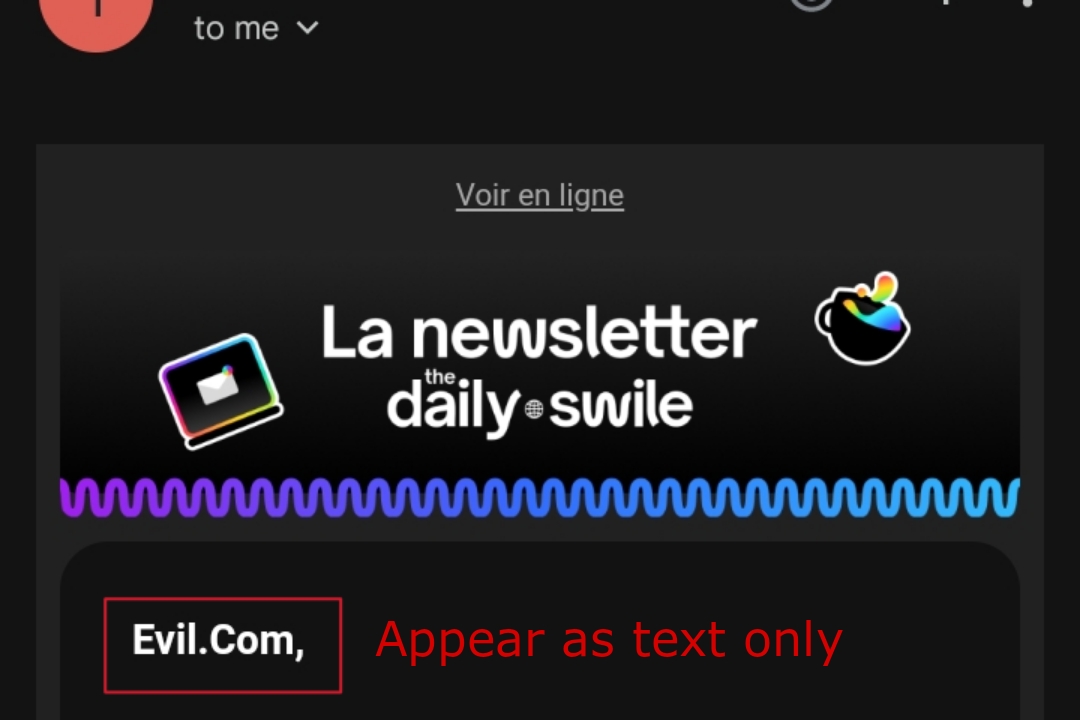 to me
Voir en ligne
La newsletter
the
daily swile
Evil.Com,
Appear as text only